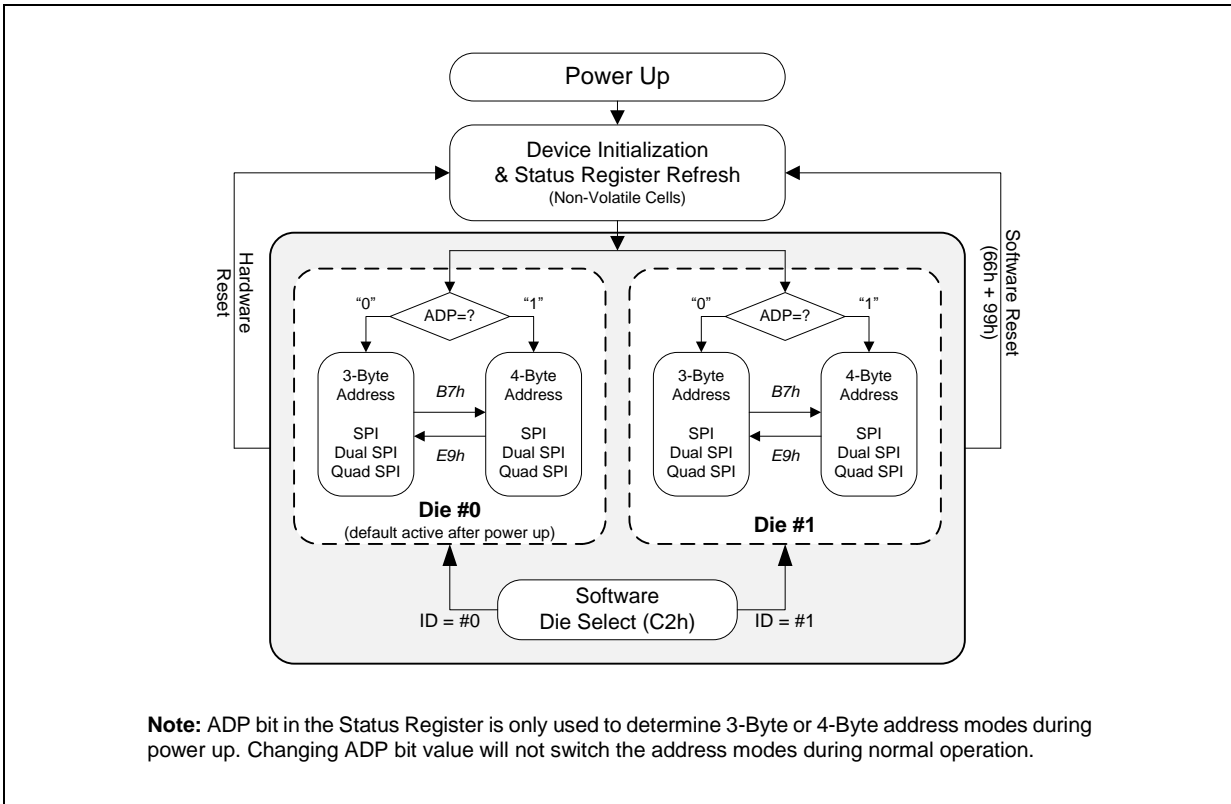 Power Up
Device Initialization
& Status Register Refresh
(Non-Volatile Cells)
Hardware
Reset
Software Reset
(66h + 99h)
“0”
“1”
ADP=?
3-Byte
Address
SPI
Dual SPI
Quad SPI
B7h
E9h
4-Byte
Address
SPI
Dual SPI
Quad SPI
Die #0
(default active after power up)
“0”
“1”
ADP=?
3-Byte
Address
SPI
Dual SPI
Quad SPI
B7h
E9h
4-Byte
Address
SPI
Dual SPI
Quad SPI
Die #1
ID = #0
Software
Die Select (C2h)
ID = #1
Note: ADP bit in the Status Register is only used to determine 3-Byte or 4-Byte address modes during
power up. Changing ADP bit value will not switch the address modes during normal operation.